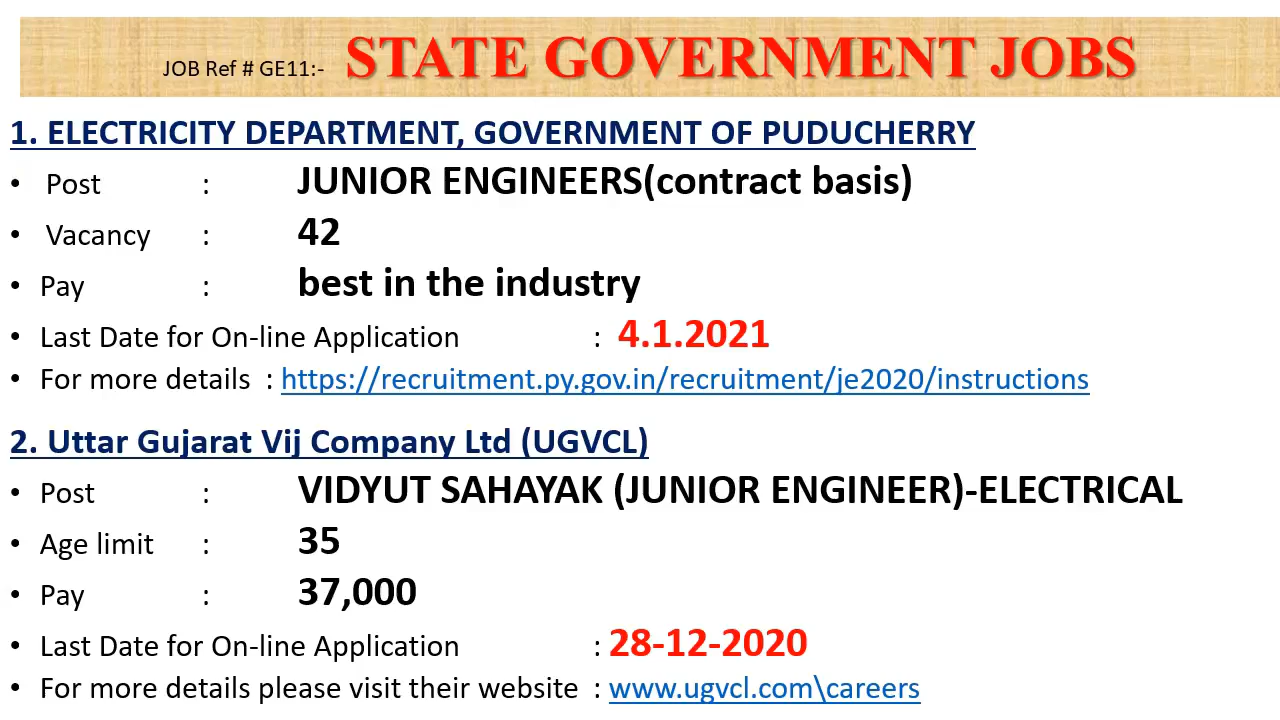 JOB Ref # GE11:- STATE GOVERNMENT JOBS
1. ELECTRICITY DEPARTMENT, GOVERNMENT OF PUDUCHERRY
• Post : JUNIOR ENGINEERS(contract basis)
• Vacancy : 42
• Pay : best in the industry
• Last Date for On-line Application : 4.1.2021
• For more details : https://recruitment.py.gov.in/recruitment/je2020/instructions
2. Uttar Gujarat Vij Company Ltd (UGVCL)
• Post : VIDYUT SAHAYAK (JUNIOR ENGINEER)-ELECTRICAL
• Age limit : 35
• Pay : 37,000
• Last Date for On-line Application : 28-12-2020
• For more details please visit their website : www.ugvcl.com\careers